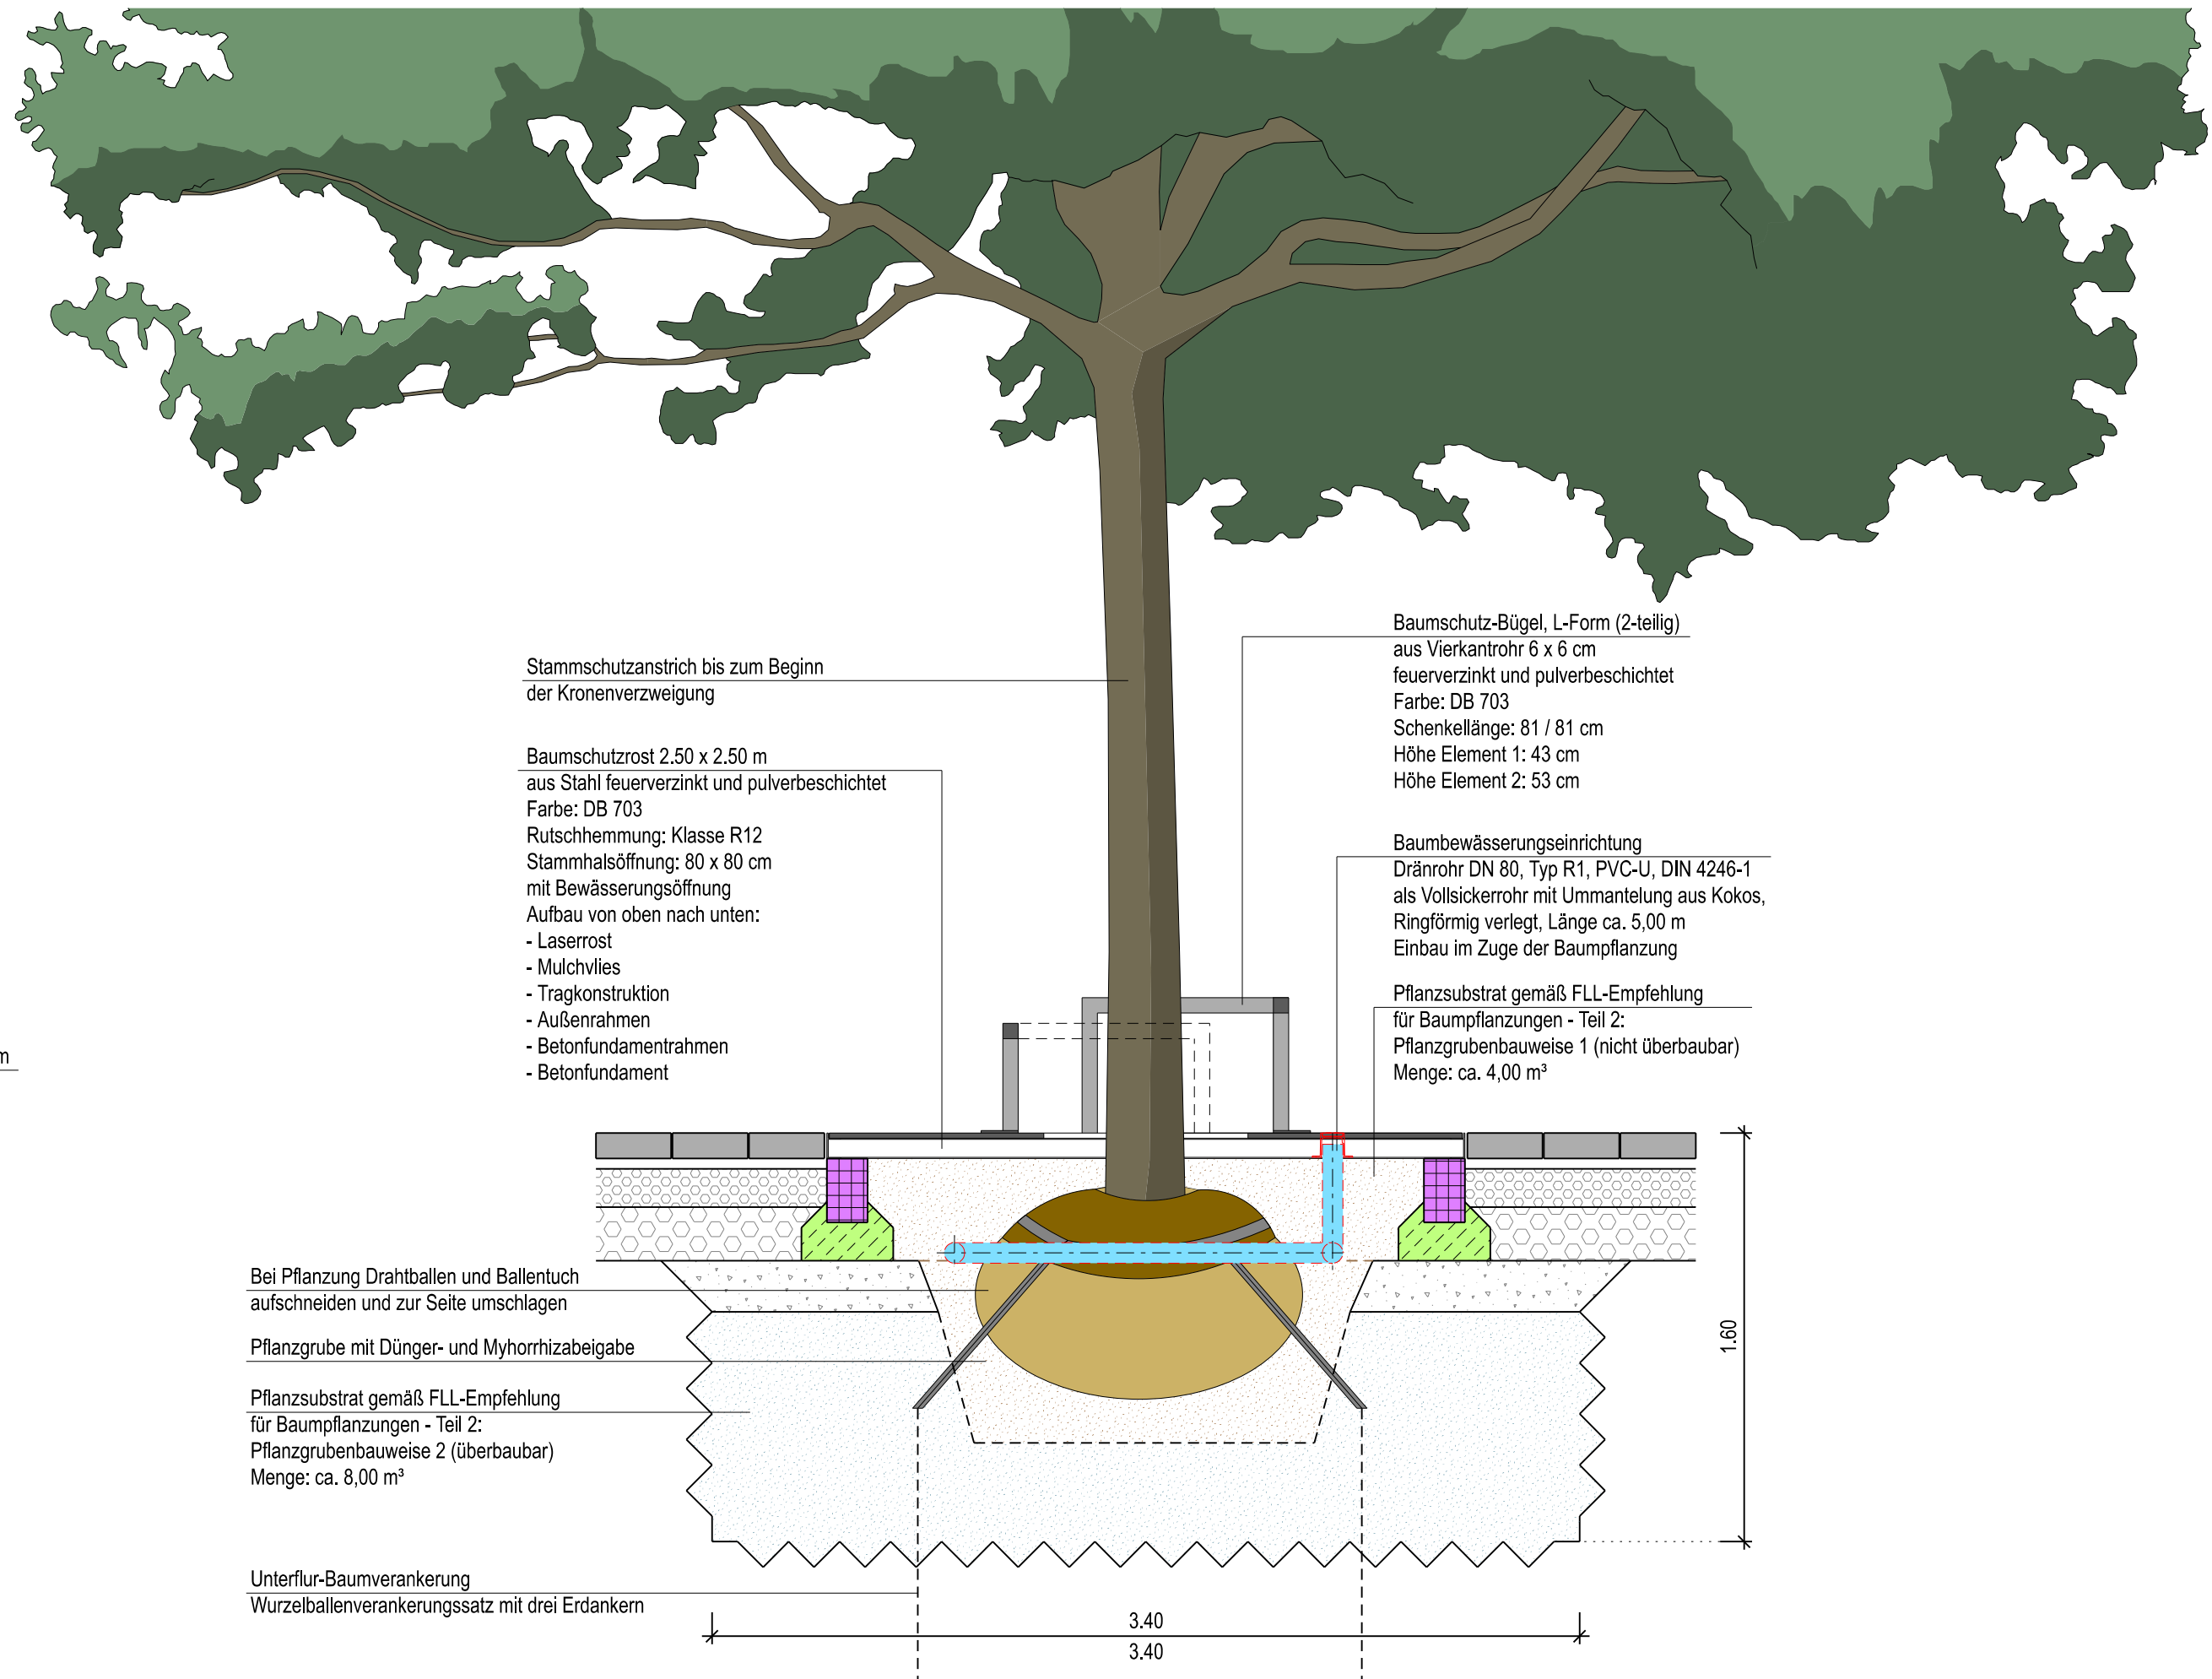 Stammschutzanstrich bis zum Beginn
der Kronenverzweigung
Baumschutzrost 2.50 x 2.50 m
aus Stahl feuerverzinkt und pulverbeschichtet
Farbe: DB 703
Rutschhemmung: Klasse R12
Stammhalsöffnung: 80 x 80 cm
mit Bewässerungsöffnung
Aufbau von oben nach unten:
- Laserrost
- Mulchvlies
- Tragkonstruktion
- Außenrahmen
- Betonfundamentrahmen
- Betonfundament
Baumschutz-Bügel, L-Form (2-teilig)
aus Vierkantrohr 6 x 6 cm
feuerverzinkt und pulverbeschichtet
Farbe: DB 703
Schenkellänge: 81 / 81 cm
Höhe Element 1: 43 cm
Höhe Element 2: 53 cm
Baumbewässerungseinrichtung
Dränrohr DN 80, Typ R1, PVC-U, DIN 4246-1
als Vollsickerrohr mit Ummantelung aus Kokos,
Ringförmig verlegt, Länge ca. 5,00 m
Einbau im Zuge der Baumpflanzung
Pflanzsubstrat gemäß FLL-Empfehlung
für Baumpflanzungen - Teil 2:
Pflanzgrubenbauweise 1 (nicht überbaubar)
Menge: ca. 4,00 m³
m
Bei Pflanzung Drahtballen und Ballentuch
aufschneiden und zur Seite umschlagen
Pflanzgrube mit Dünger- und Myhorrhizabeigabe
Pflanzsubstrat gemäß FLL-Empfehlung
für Baumpflanzungen - Teil 2:
Pflanzgrubenbauweise 2 (überbaubar)
Menge: ca. 8,00 m³
Unterflur-Baumverankerung
Wurzelballenverankerungssatz mit drei Erdankern
1.60
3.40
3.40